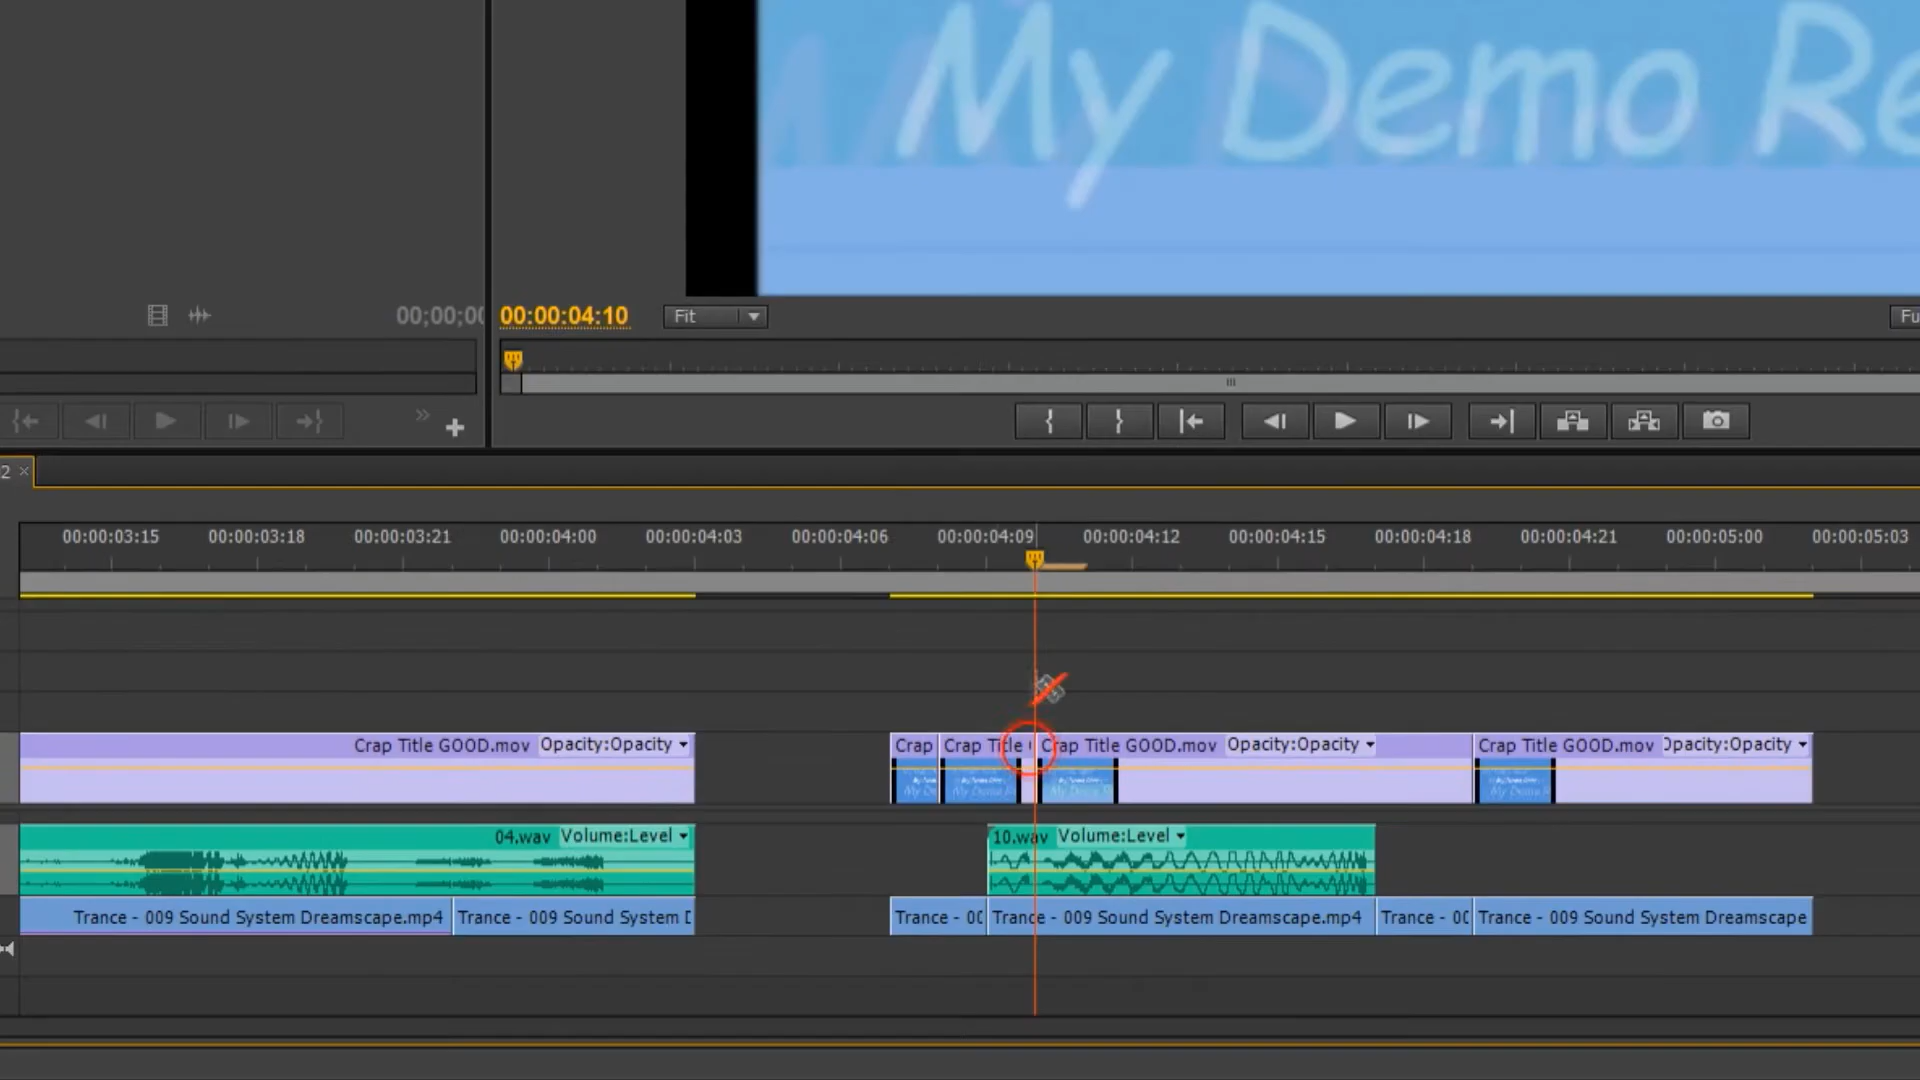 My Demo Re
00;00;00
00:00:04:10
Fit
Fu
2
00:00:03:15 00:00:03:18 00:00:03:21 00:00:04:00 00:00:04:03 00:00:04:06 00:00:04:09 00:00:04:12 00:00:04:15 00:00:04:18 00:00:04:21 00:00:05:00 00:00:05:03
Crap Title GOOD.mov Opacity:Opacity Crap Crap Title Crap Title GOOD.mov Opacity:Opacity Crap Title GOOD.mov Opacity:Opacity
04.wav Volume:Level 10.wav Volume:Level
Trance - 009 Sound System Dreamscape.mp4 Trance - 009 Sound System D Trance - 00 Trance - 009 Sound System Dreamscape.mp4 Trance - 00 Trance - 009 Sound System Dreamscape